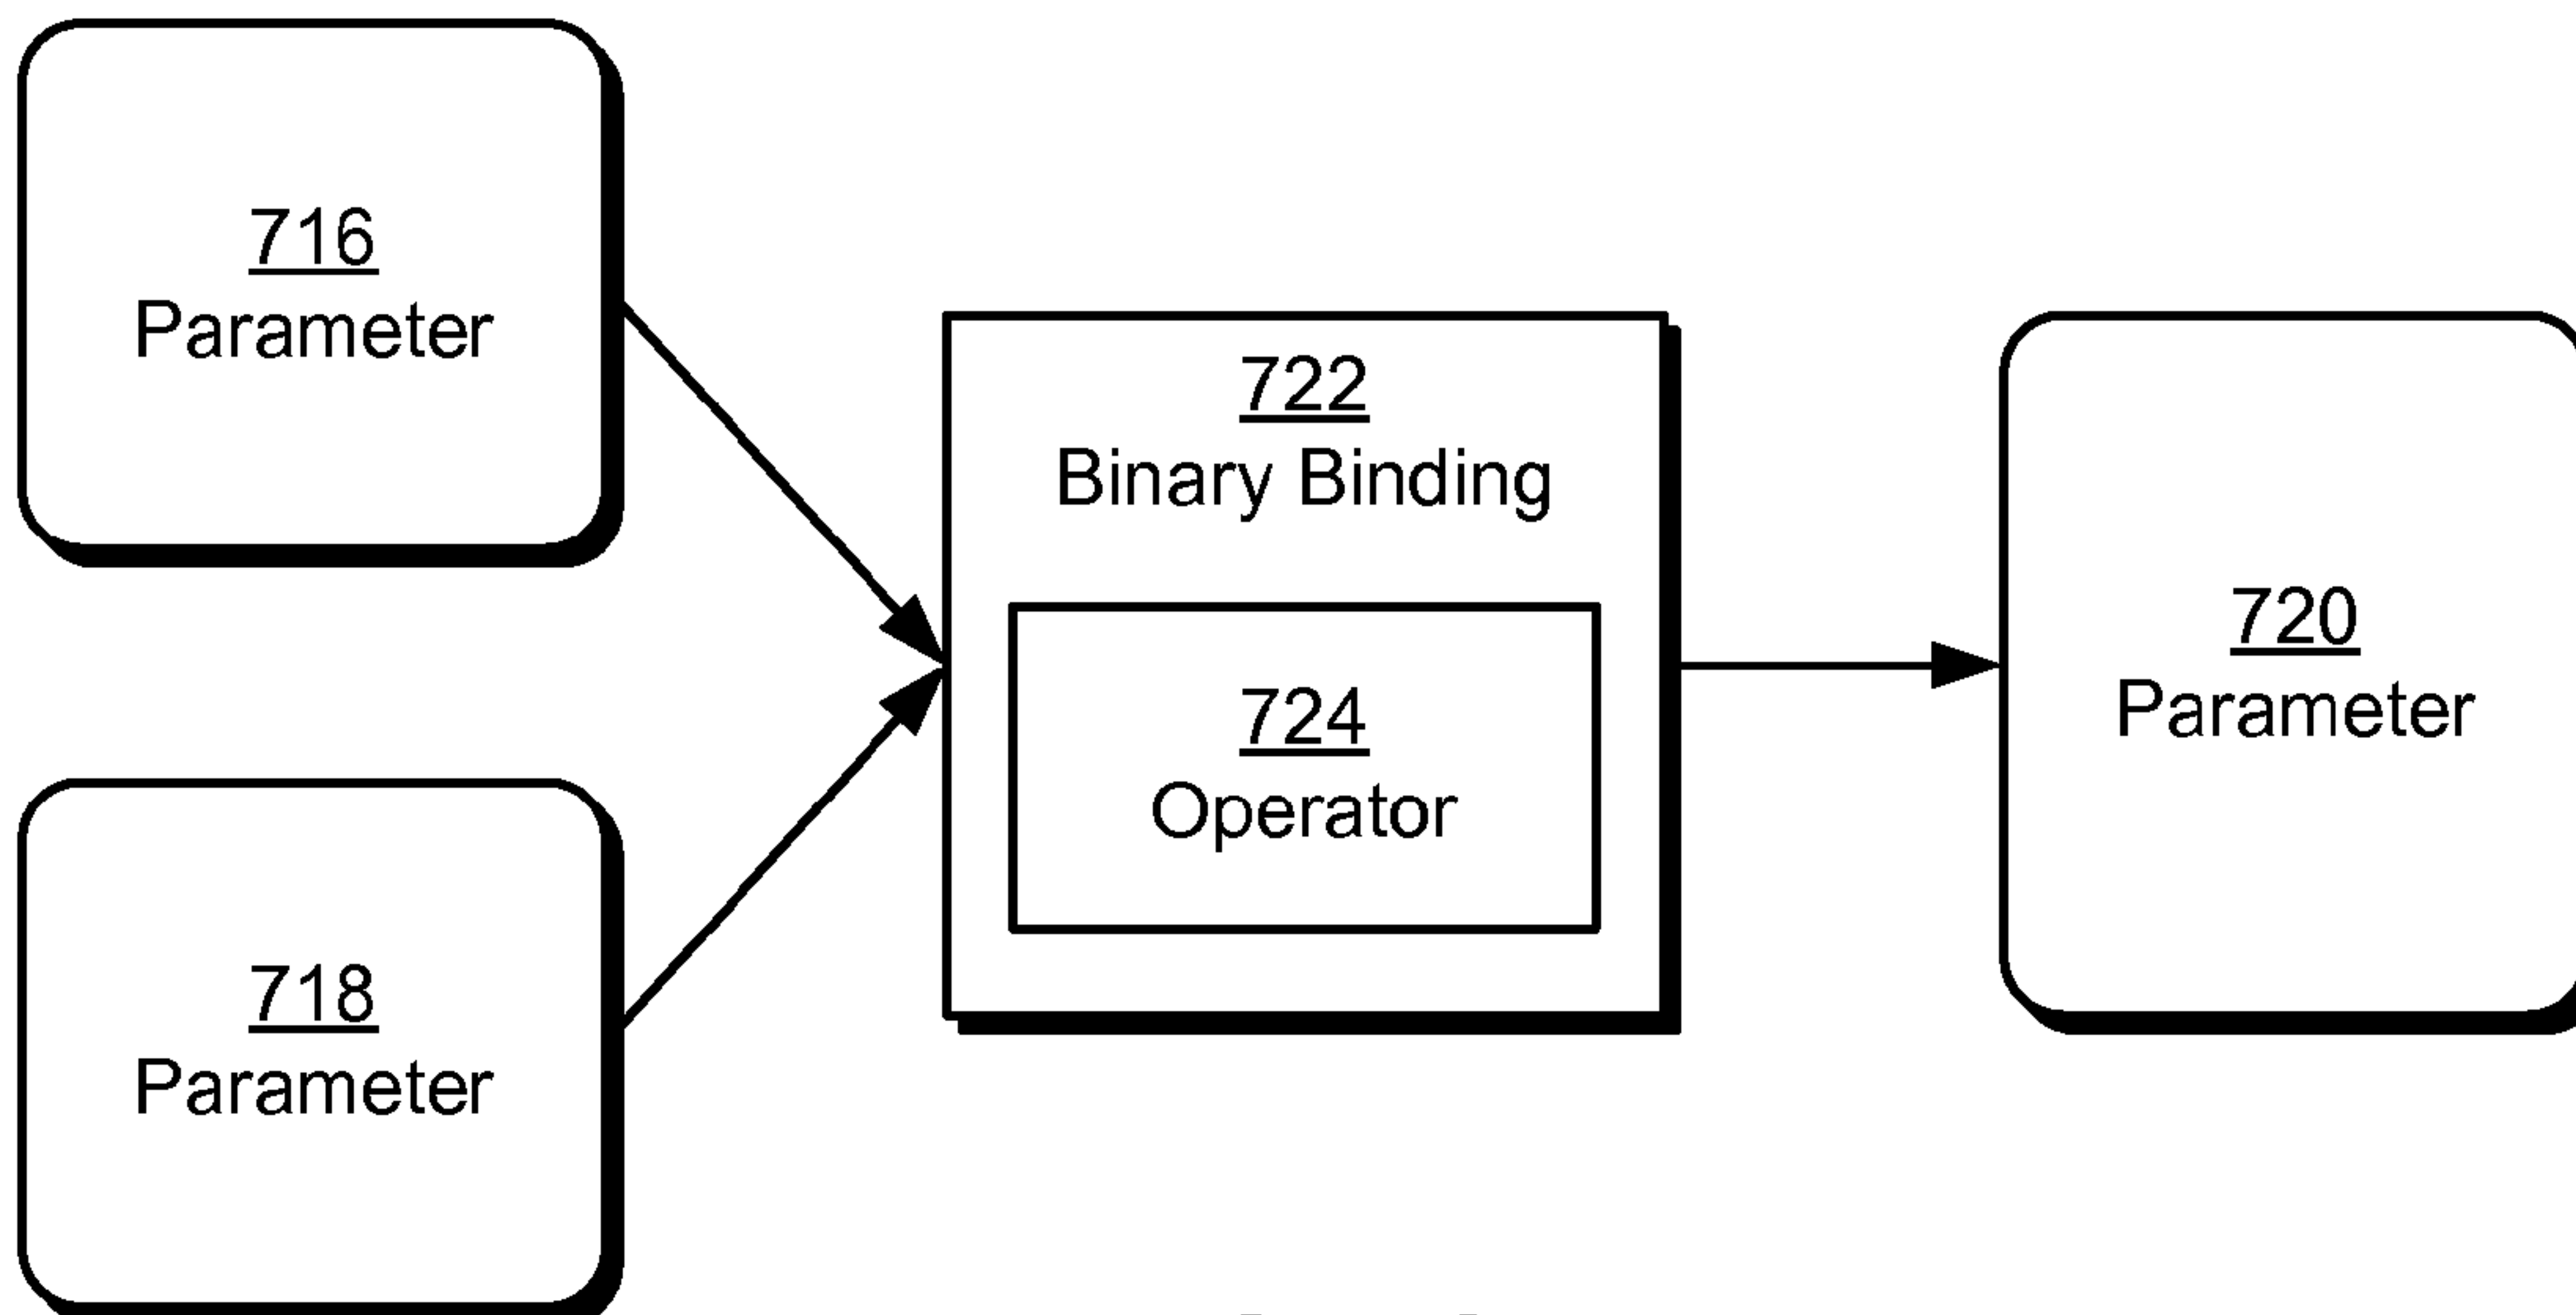 716
Parameter
722
Binary Binding
724
Operator
720
Parameter
718
Parameter